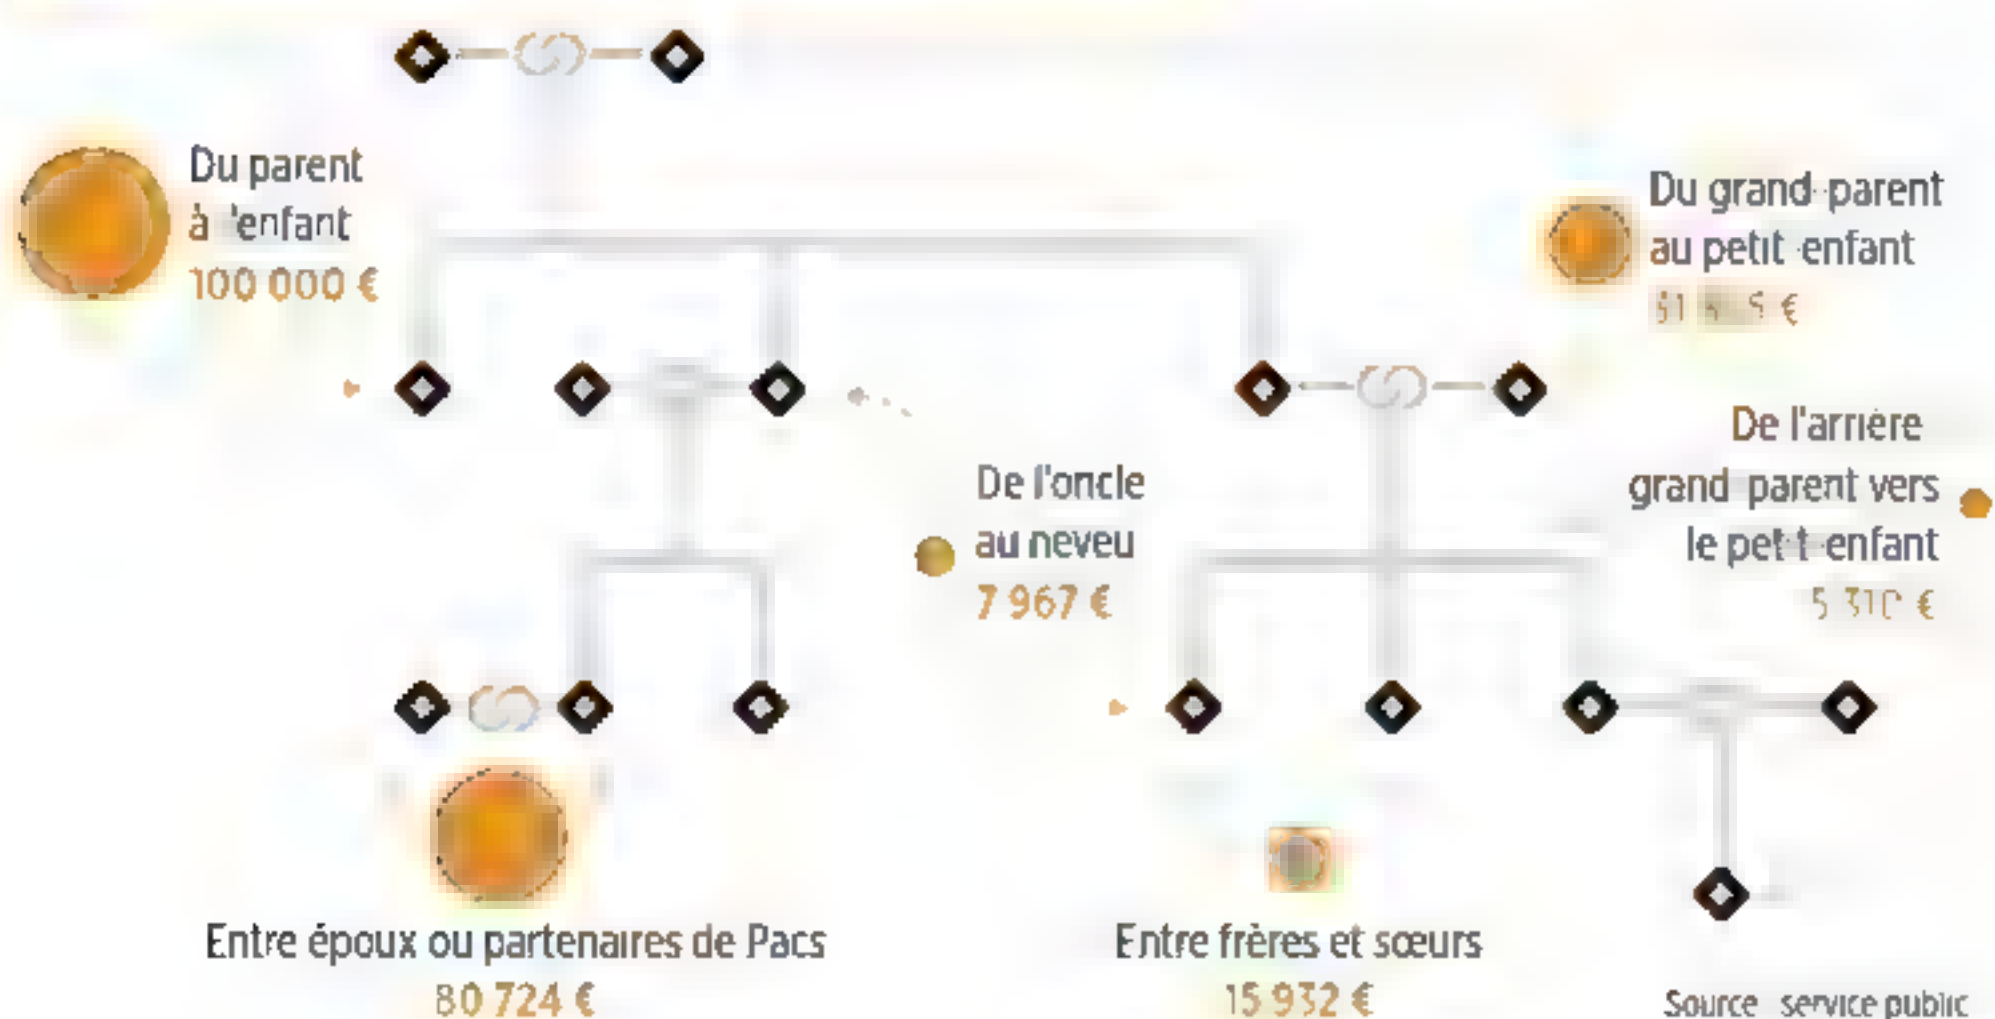 Du parent
à l'enfant
100 000 €
Du grand-parent
au petit-enfant
€
De l'arrière
grand-parent vers
le petit-enfant
5 310 €
De l'oncle
au neveu
7 967 €
Entre époux ou partenaires de Pacs
80 724 €
Entre frères et sœurs
15 932 €
Source service public